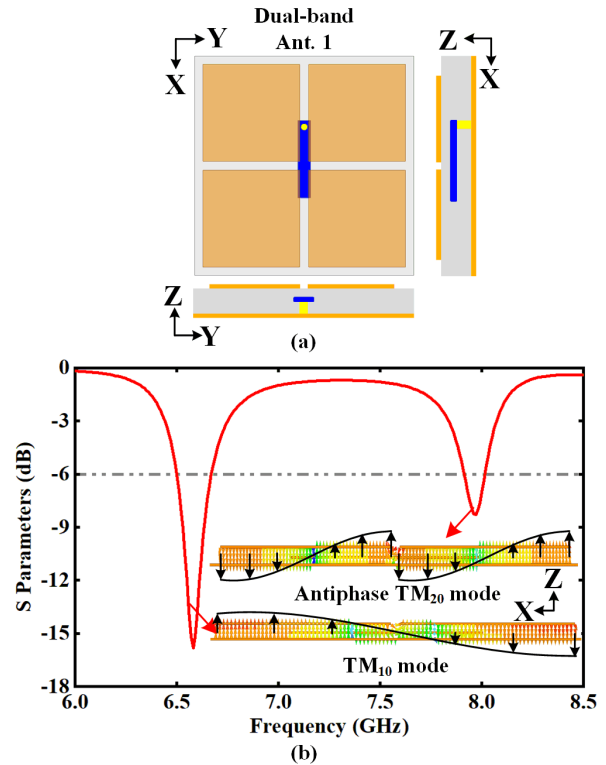 Dual-band
Ant. 1
Y
X
Z
X
Z
Y
(a)
0
-3
-6
-9
-12
-15
-18
S Parameters (dB)
Antiphase TM20 mode
Z
X
TM10 mode
6.0 6.5 7.0 7.5 8.0 8.5
Frequency (GHz)
(b)